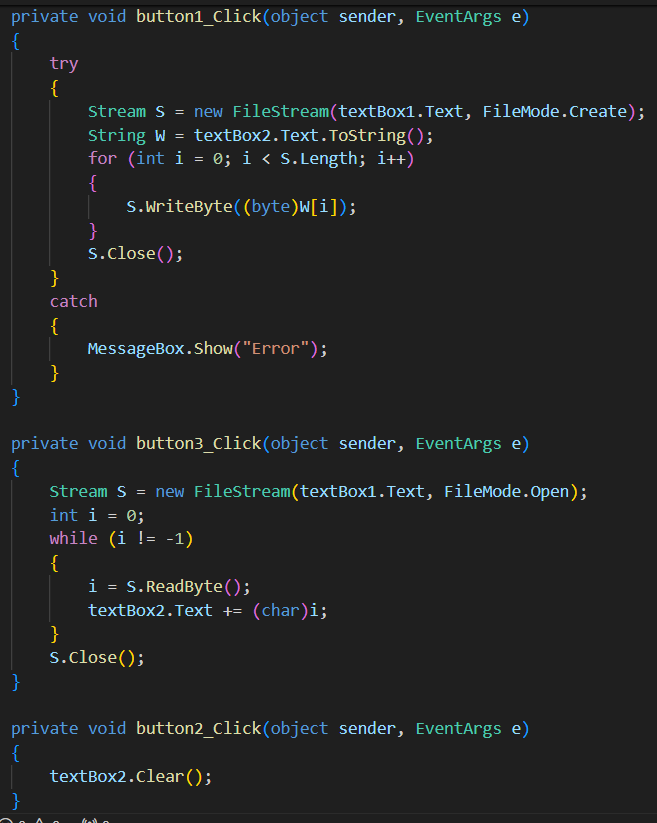 private void button1_Click(object sender, EventArgs e)
{
try
{
Stream S = new FileStream(textBox1.Text, FileMode.Create);
String W = textBox2.Text.ToString();
for (int i = 0; i < S.Length; i++)
{
S.WriteByte((byte)W[i]);
}
S.Close();
}
catch
{
MessageBox.Show("Error");
}
}
private void button3_Click(object sender, EventArgs e)
{
Stream S = new FileStream(textBox1.Text, FileMode.Open);
int i = 0;
while (i != -1)
{
i = S.ReadByte();
textBox2.Text += (char)i;
}
S.Close();
}
private void button2_Click(object sender, EventArgs e)
{
textBox2.Clear();
}